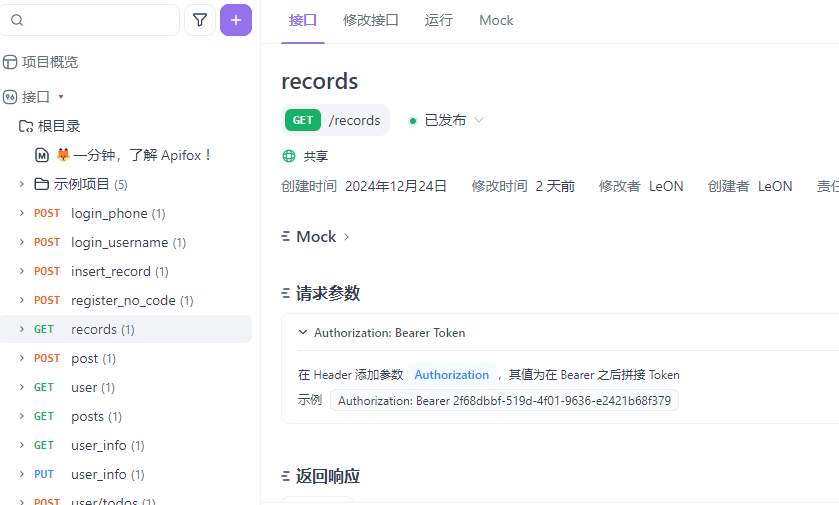 项目概览
接口
根目录
🦊 一分钟，了解 Apifox！
示例项目 (5)
POST login_phone (1)
POST login_username (1)
POST insert_record (1)
POST register_no_code (1)
GET records (1)
POST post (1)
GET user (1)
GET posts (1)
GET user_info (1)
PUT user_info (1)
POST user/todos (1)
接口 修改接口 运行 Mock
records
GET /records 已发布
共享
创建时间 2024年12月24日 修改时间 2 天前 修改者 LeON 创建者 LeON 责任
Mock
请求参数
Authorization: Bearer Token
在 Header 添加参数 Authorization ，其值为在 Bearer 之后拼接 Token
示例 Authorization: Bearer 2f68dbbf-519d-4f01-9636-e2421b68f379
返回响应